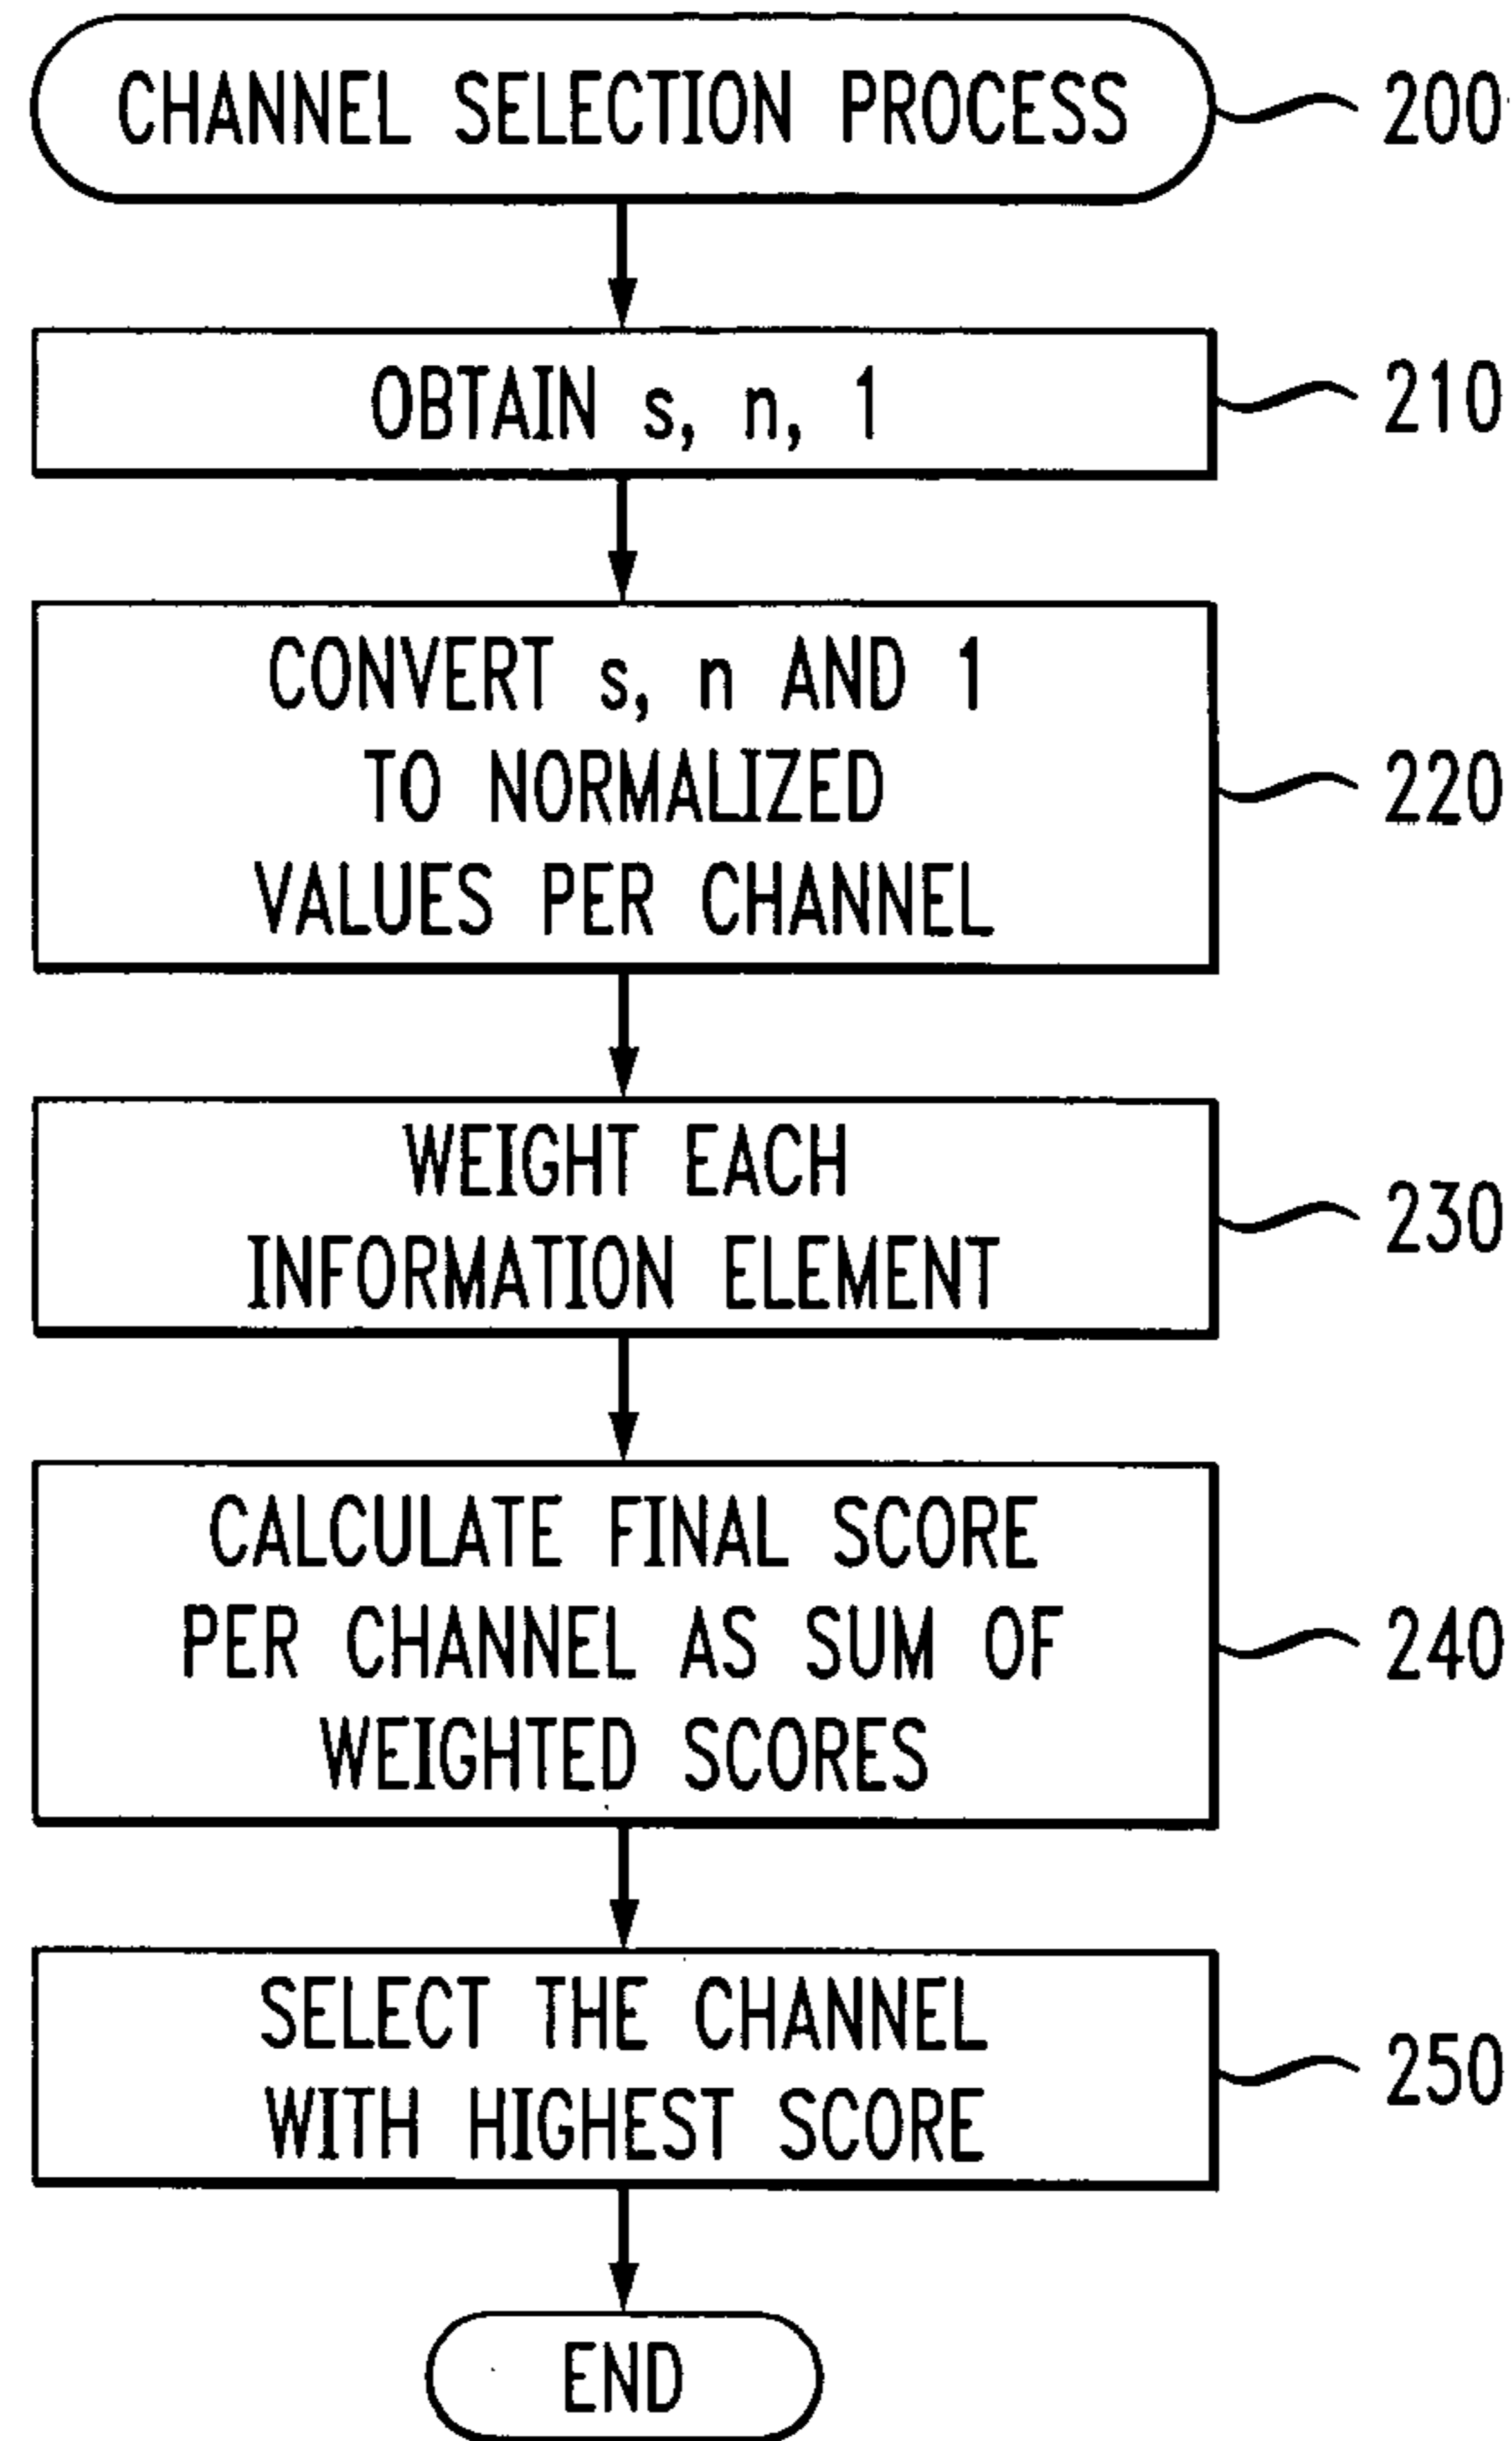 CHANNEL SELECTION PROCESS
200
OBTAIN s, n, 1
210
CONVERT s, n AND 1
TO NORMALIZED
VALUES PER CHANNEL
220
WEIGHT EACH
INFORMATION ELEMENT
230
CALCULATE FINAL SCORE
PER CHANNEL AS SUM OF
WEIGHTED SCORES
240
SELECT THE CHANNEL
WITH HIGHEST SCORE
250
END